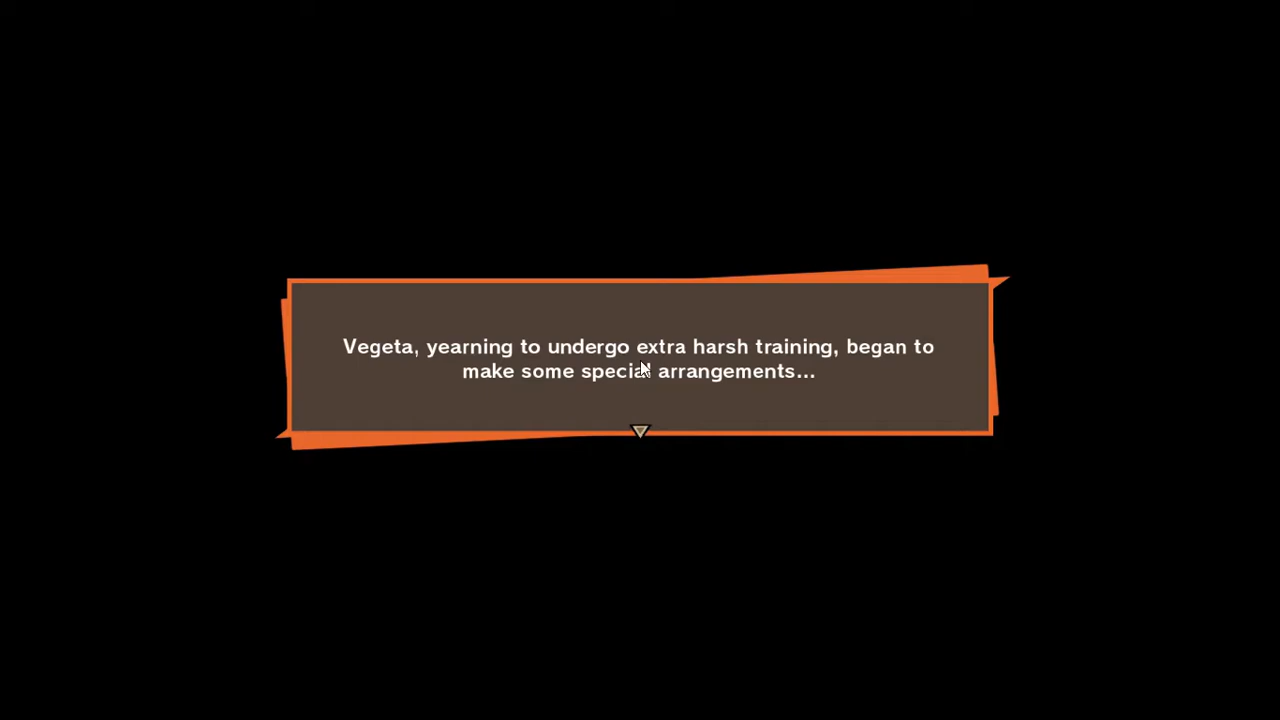 Vegeta, yearning to undergo extra harsh training, began to
make some special arrangements...